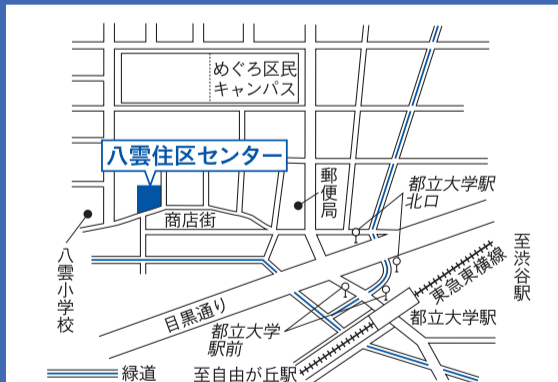 めぐろ区民
キャンパス
八雲住区センター
郵便局
都立大学駅
北口
商店街
八雲小学校
至渋谷駅
東急東横線
目黒通り
都立大学
駅前
都立大学駅
緑道
至自由が丘駅